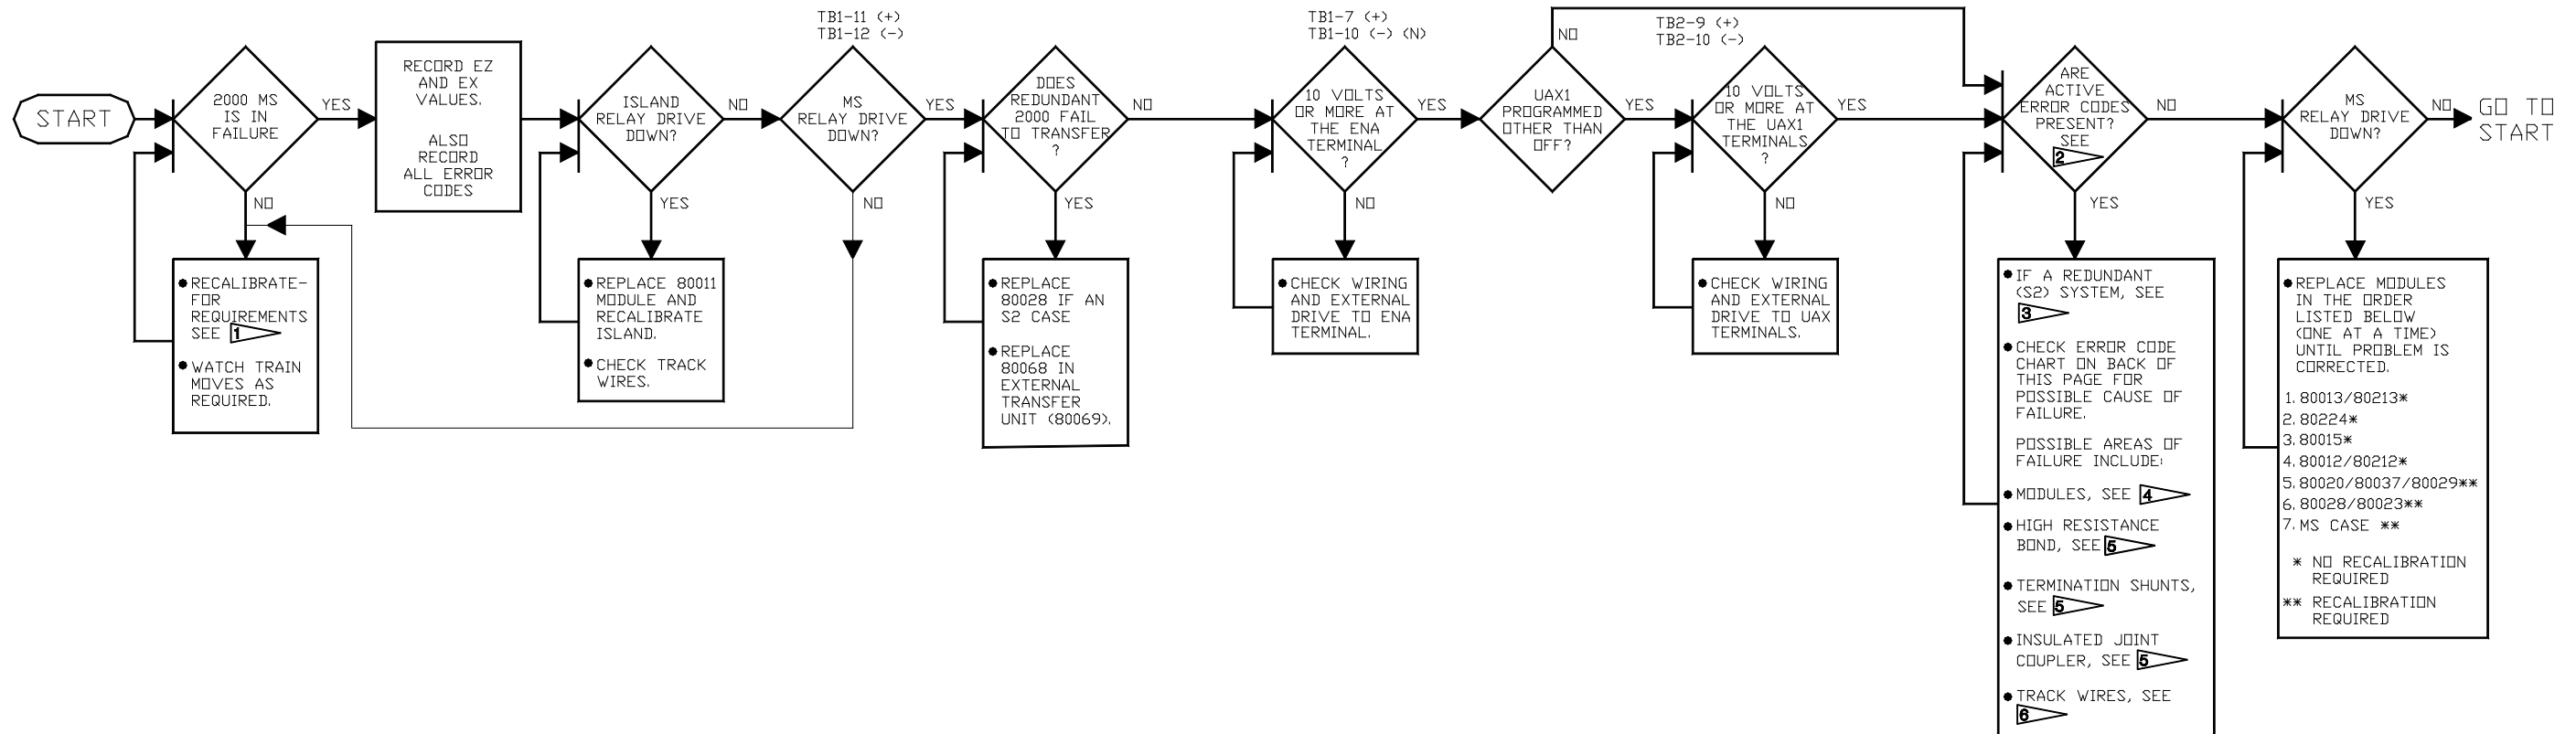 START
2000 MS
IS IN
FAILURE
YES
NO
● RECALIBRATE-
FOR
REQUIREMENTS
SEE 1
● WATCH TRAIN
MOVES AS
REQUIRED.
RECORD EZ
AND EX
VALUES.
ALSO
RECORD
ALL ERROR
CODES
ISLAND
RELAY DRIVE
DOWN?
NO
YES
● REPLACE 80011
MODULE AND
RECALIBRATE
ISLAND.
● CHECK TRACK
WIRES.
TB1-11 (+)
TB1-12 (-)
MS
RELAY DRIVE
DOWN?
YES
NO
DOES
REDUNDANT
2000 FAIL
TO TRANSFER
?
NO
YES
● REPLACE
80028 IF AN
S2 CASE
● REPLACE
80068 IN
EXTERNAL
TRANSFER
UNIT (80069).
TB1-7 (+)
TB1-10 (-) (N)
10 VOLTS
OR MORE AT
THE ENA
TERMINAL
?
YES
NO
● CHECK WIRING
AND EXTERNAL
DRIVE TO ENA
TERMINAL.
NO
UAX1
PROGRAMMED
OTHER THAN
OFF?
YES
TB2-9 (+)
TB2-10 (-)
10 VOLTS
OR MORE AT
THE UAX1
TERMINALS
?
YES
NO
● CHECK WIRING
AND EXTERNAL
DRIVE TO UAX
TERMINALS.
ARE
ACTIVE
ERROR CODES
PRESENT?
SEE
2
NO
YES
● IF A REDUNDANT
(S2) SYSTEM, SEE
3
● CHECK ERROR CODE
CHART ON BACK OF
THIS PAGE FOR
POSSIBLE CAUSE OF
FAILURE.
POSSIBLE AREAS OF
FAILURE INCLUDE:
● MODULES, SEE 4
● HIGH RESISTANCE
BOND, SEE 5
● TERMINATION SHUNTS,
SEE 5
● INSULATED JOINT
COUPLER, SEE 5
● TRACK WIRES, SEE
6
MS
RELAY DRIVE
DOWN?
NO
YES
GO TO
START
● REPLACE MODULES
IN THE ORDER
LISTED BELOW
(ONE AT A TIME)
UNTIL PROBLEM IS
CORRECTED.
1. 80013/80213*
2. 80224*
3. 80015*
4. 80012/80212*
5. 80020/80037/80029**
6. 80028/80023**
7. MS CASE **
* NO RECALIBRATION
REQUIRED
** RECALIBRATION
REQUIRED